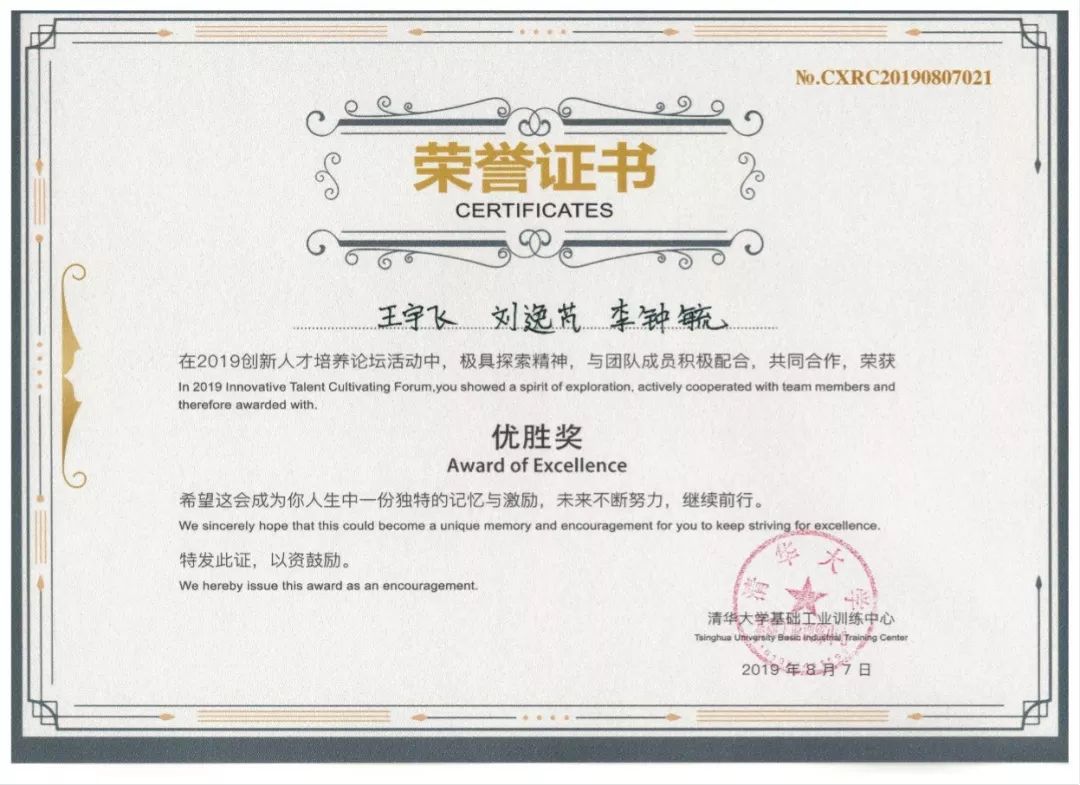 No.CXRC20190807021
荣誉证书
CERTIFICATES
王宇飞 刘逸芃 李钟毓
在2019创新人才培养论坛活动中，极具探索精神，与团队成员积极配合，共同合作，荣获
In 2019 Innovative Talent Cultivating Forum,you showed a spirit of exploration, actively cooperated with team members and
therefore awarded with.
优胜奖
Award of Excellence
希望这会成为你人生中一份独特的记忆与激励，未来不断努力，继续前行。
We sincerely hope that this could become a unique memory and encouragement for you to keep striving for excellence.
特发此证，以资鼓励。
We hereby issue this award as an encouragement.
清华大学
清华大学基础工业训练中心
Tsinghua University Basic Industrial Training Center
2019 年 8 月 7 日